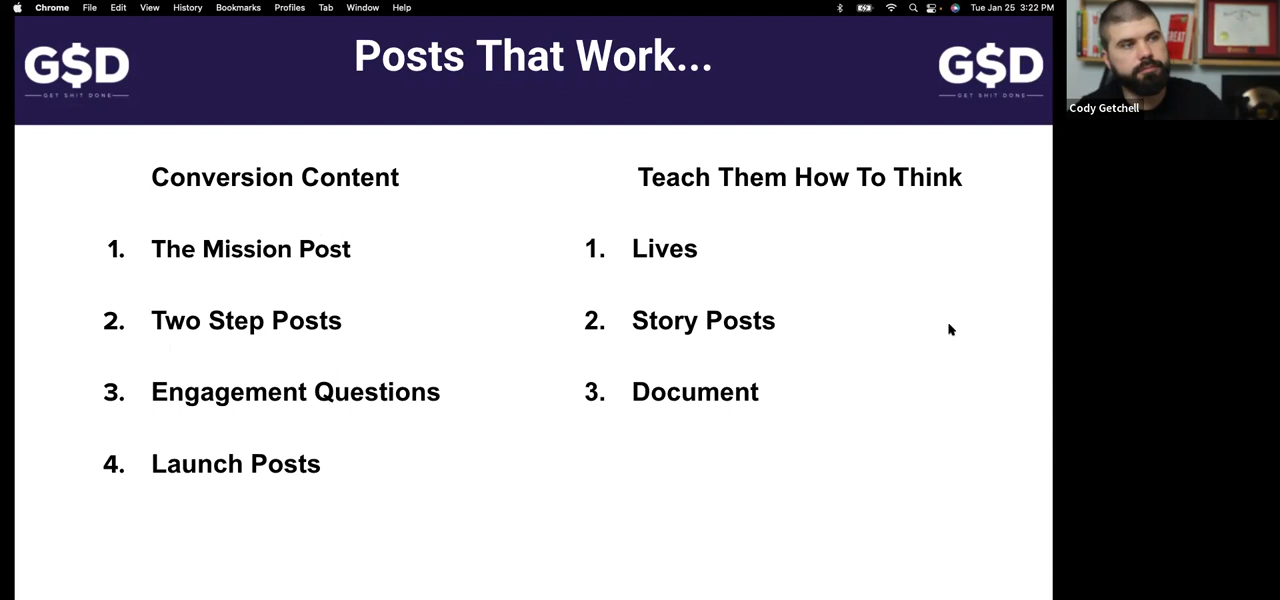 Chrome File Edit View History Bookmarks Profiles Tab Window Help Tue Jan 25 3:22 PM
G$D
GET SHIT DONE
Posts That Work...
G$D
GET SHIT DONE
Cody Getchell
Conversion Content
1. The Mission Post
2. Two Step Posts
3. Engagement Questions
4. Launch Posts
Teach Them How To Think
1. Lives
2. Story Posts
3. Document